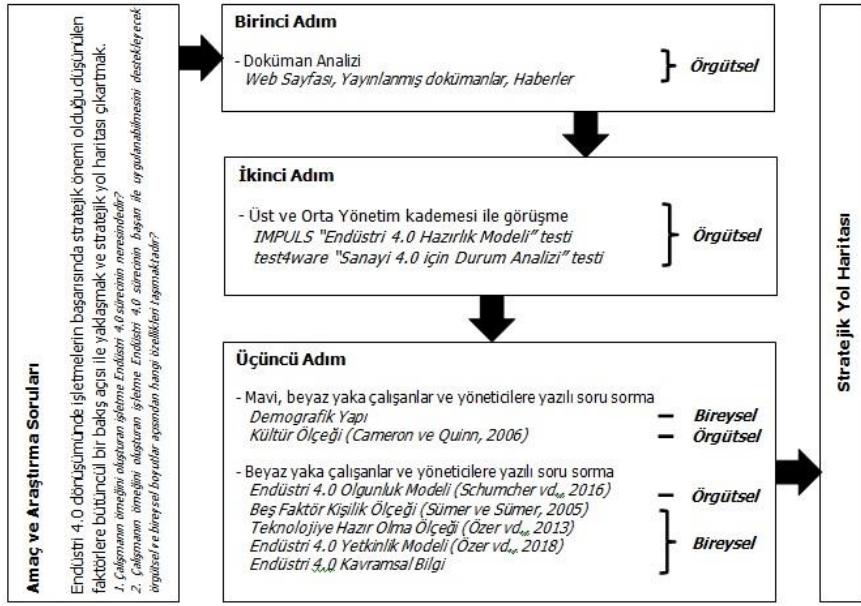 Amaç ve Araştırma Soruları
Endüstri 4.0 dönüşümünde işletmelerin başarısında stratejik önemi olduğu düşünülen
faktörlere bütüncül bir bakış açısı ile yaklaşmak ve stratejik yol haritası çıkartmak.
1. Çalışmanın örneğini oluşturan işletme Endüstri 4.0 sürecinin neresindedir?
2. Çalışmanın örneğini oluşturan işletme Endüstri 4.0 sürecinin başarı ile uygulanabilmesini destekleyecek
örgütsel ve bireysel boyutlar açısından hangi özellikleri taşımaktadır?
Birinci Adım
- Doküman Analizi
Web Sayfası, Yayınlanmış dokümanlar, Haberler
Örgütsel
İkinci Adım
- Üst ve Orta Yönetim kademesi ile görüşme
IMPULS "Endüstri 4.0 Hazırlık Modeli" testi
test4ware "Sanayi 4.0 için Durum Analizi" testi
Örgütsel
Üçüncü Adım
- Mavi, beyaz yaka çalışanlar ve yöneticilere yazılı soru sorma
Demografik Yapı – Bireysel
Kültür Ölçeği (Cameron ve Quinn, 2006) – Örgütsel
- Beyaz yaka çalışanlar ve yöneticilere yazılı soru sorma
Endüstri 4.0 Olgunluk Modeli (Schumcher vd., 2016) – Örgütsel
Beş Faktör Kişilik Ölçeği (Sümer ve Sümer, 2005)
Teknolojiye Hazır Olma Ölçeği (Özer vd., 2013)
Endüstri 4.0 Yetkinlik Modeli (Özer vd., 2018)
Endüstri 4.0 Kavramsal Bilgi
Bireysel
Stratejik Yol Haritası